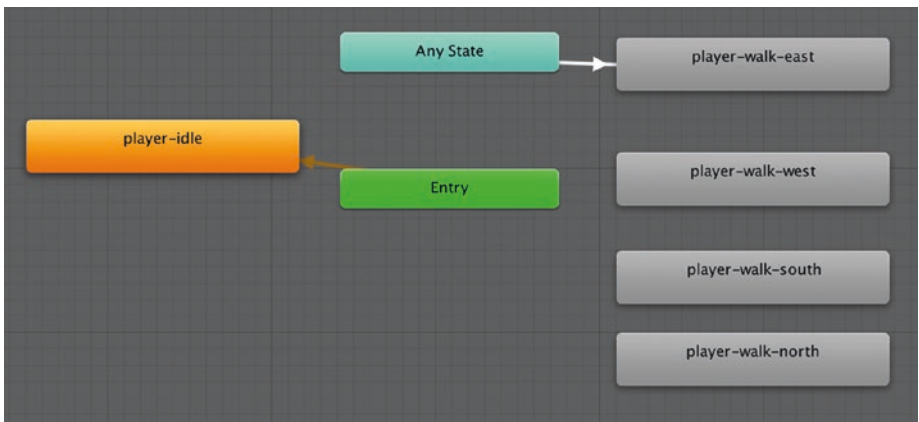 Any State
player-walk-east
player-idle
player-walk-west
Entry
player-walk-south
player-walk-north